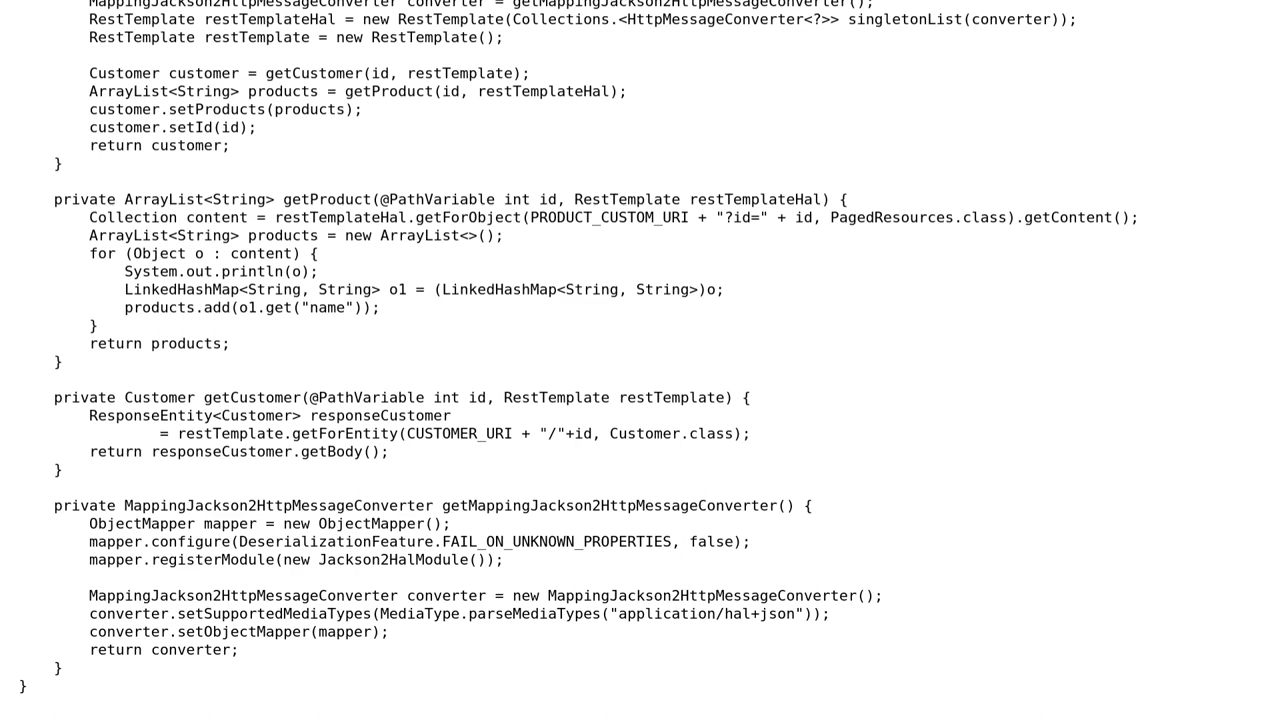 MappingJackson2HttpMessageConverter converter = getMappingJackson2HttpMessageConverter();
RestTemplate restTemplateHal = new RestTemplate(Collections.<HttpMessageConverter<?>> singletonList(converter));
RestTemplate restTemplate = new RestTemplate();
Customer customer = getCustomer(id, restTemplate);
ArrayList<String> products = getProduct(id, restTemplateHal);
customer.setProducts(products);
customer.setId(id);
return customer;
}
private ArrayList<String> getProduct(@PathVariable int id, RestTemplate restTemplateHal) {
Collection content = restTemplateHal.getForObject(PRODUCT_CUSTOM_URI + "?id=" + id, PagedResources.class).getContent();
ArrayList<String> products = new ArrayList<>();
for (Object o : content) {
System.out.println(o);
LinkedHashMap<String, String> o1 = (LinkedHashMap<String, String>)o;
products.add(o1.get("name"));
}
return products;
}
private Customer getCustomer(@PathVariable int id, RestTemplate restTemplate) {
ResponseEntity<Customer> responseCustomer
= restTemplate.getForEntity(CUSTOMER_URI + "/"+id, Customer.class);
return responseCustomer.getBody();
}
private MappingJackson2HttpMessageConverter getMappingJackson2HttpMessageConverter() {
ObjectMapper mapper = new ObjectMapper();
mapper.configure(DeserializationFeature.FAIL_ON_UNKNOWN_PROPERTIES, false);
mapper.registerModule(new Jackson2HalModule());
MappingJackson2HttpMessageConverter converter = new MappingJackson2HttpMessageConverter();
converter.setSupportedMediaTypes(MediaType.parseMediaTypes("application/hal+json"));
converter.setObjectMapper(mapper);
return converter;
}
}